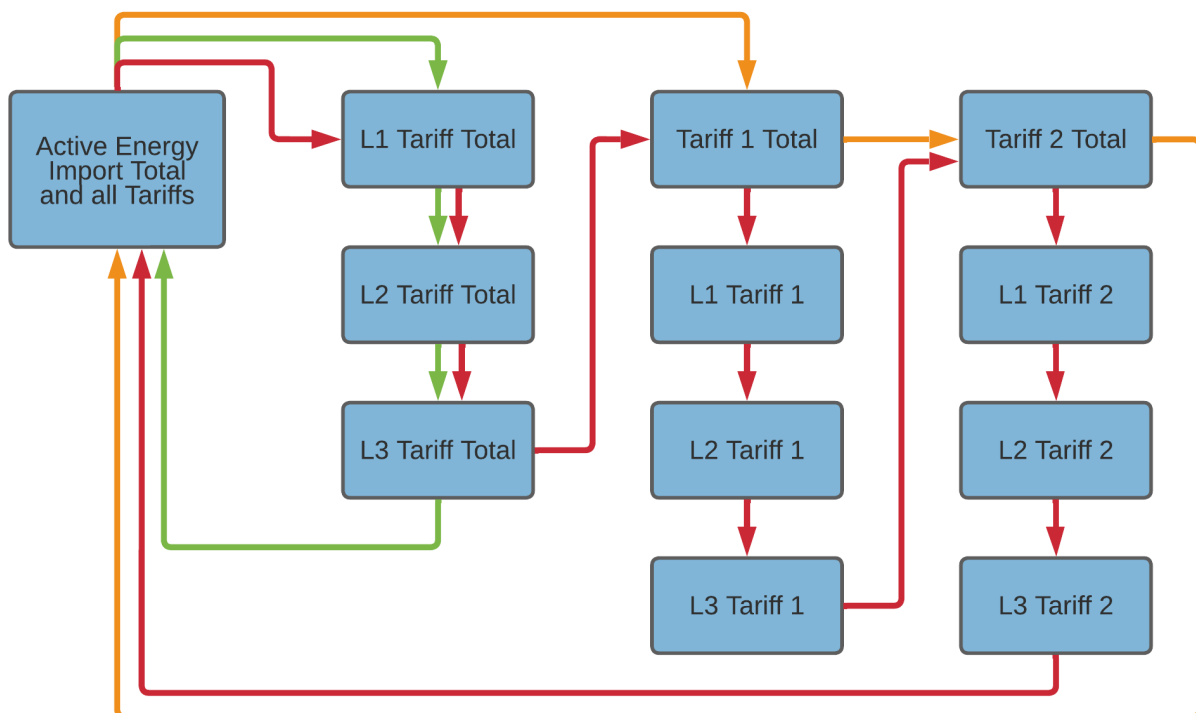 Active Energy
Import Total
and all Tariffs
L1 Tariff Total
Tariff 1 Total
Tariff 2 Total
L2 Tariff Total
L1 Tariff 1
L1 Tariff 2
L3 Tariff Total
L2 Tariff 1
L2 Tariff 2
L3 Tariff 1
L3 Tariff 2